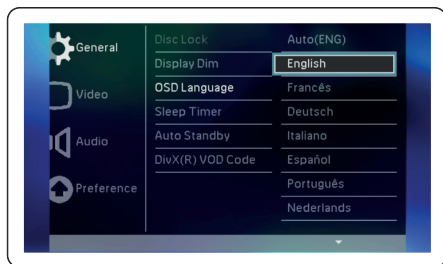 General
Video
Audio
Preference
Disc Lock
Display Dim
OSD Language
Sleep Timer
Auto Standby
DivX(R) VOD Code
Auto(ENG)
English
Francês
Deutsch
Italiano
Español
Português
Nederlands